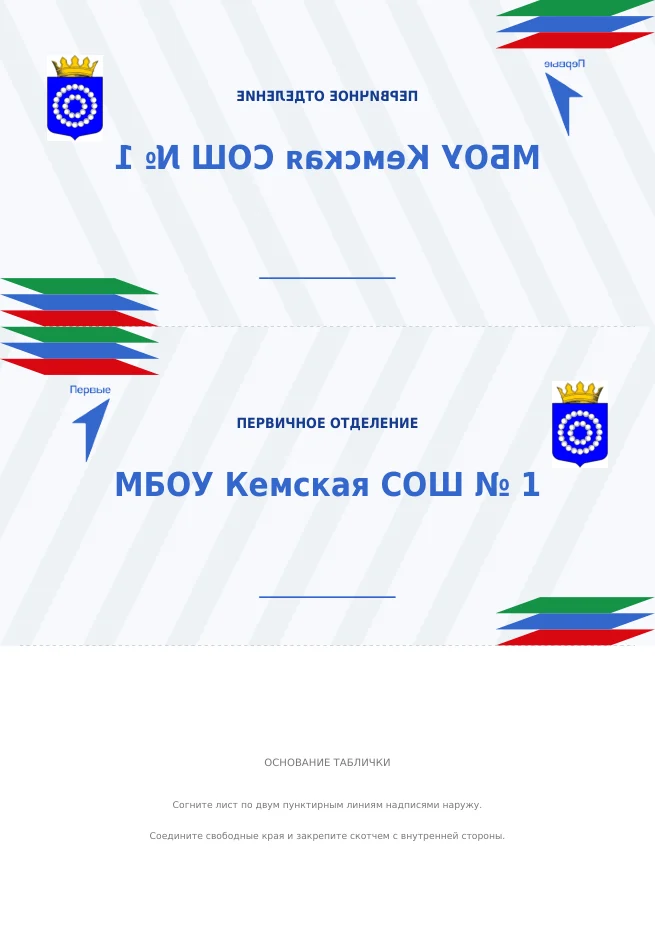 Первые
ПЕРВИЧНОЕ ОТДЕЛЕНИЕ
МБОУ Кемская СОШ № 1
Первые
ПЕРВИЧНОЕ ОТДЕЛЕНИЕ
МБОУ Кемская СОШ № 1
ОСНОВАНИЕ ТАБЛИЧКИ
Согните лист по двум пунктирным линиям надписями наружу.
Соедините свободные края и закрепите скотчем с внутренней стороны.